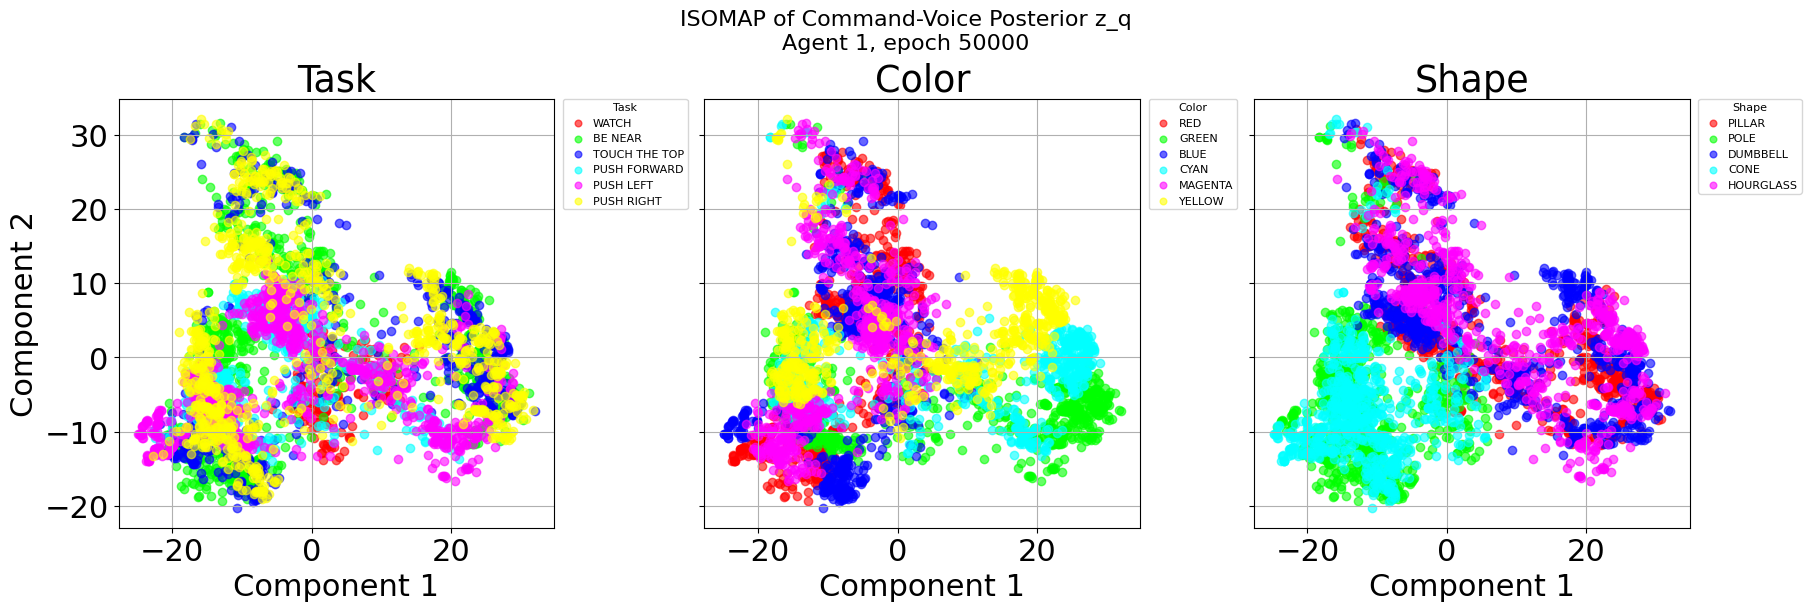 ISOMAP of Command-Voice Posterior z_q
Agent 1, epoch 50000
Task
Color
Shape
Task
WATCH
BE NEAR
TOUCH THE TOP
PUSH FORWARD
PUSH LEFT
PUSH RIGHT
Color
RED
GREEN
BLUE
CYAN
MAGENTA
YELLOW
Shape
PILLAR
POLE
DUMBBELL
CONE
HOURGLASS
Component 2
30
20
10
0
−10
−20
−20 0 20
−20 0 20
−20 0 20
Component 1
Component 1
Component 1